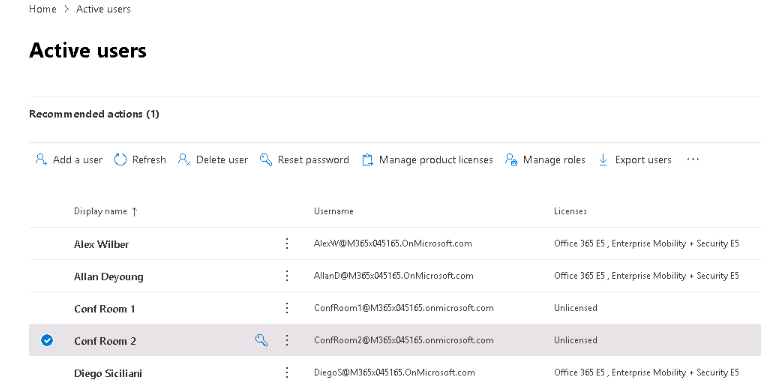 Home > Active users
Active users
Recommended actions (1)
Add a user Refresh Delete user Reset password Manage product licenses Manage roles Export users ...
Display name ↑ Username Licenses
Alex Wilber AlexW@M365x045165.OnMicrosoft.com Office 365 E5 , Enterprise Mobility + Security E5
Allan Deyoung AllanD@M365x045165.OnMicrosoft.com Office 365 E5 , Enterprise Mobility + Security E5
Conf Room 1 ConfRoom1@M365x045165.onmicrosoft.com Unlicensed
Conf Room 2 ConfRoom2@M365x045165.onmicrosoft.com Unlicensed
Diego Siciliani DiegoS@M365x045165.OnMicrosoft.com Office 365 E5 , Enterprise Mobility + Security E5